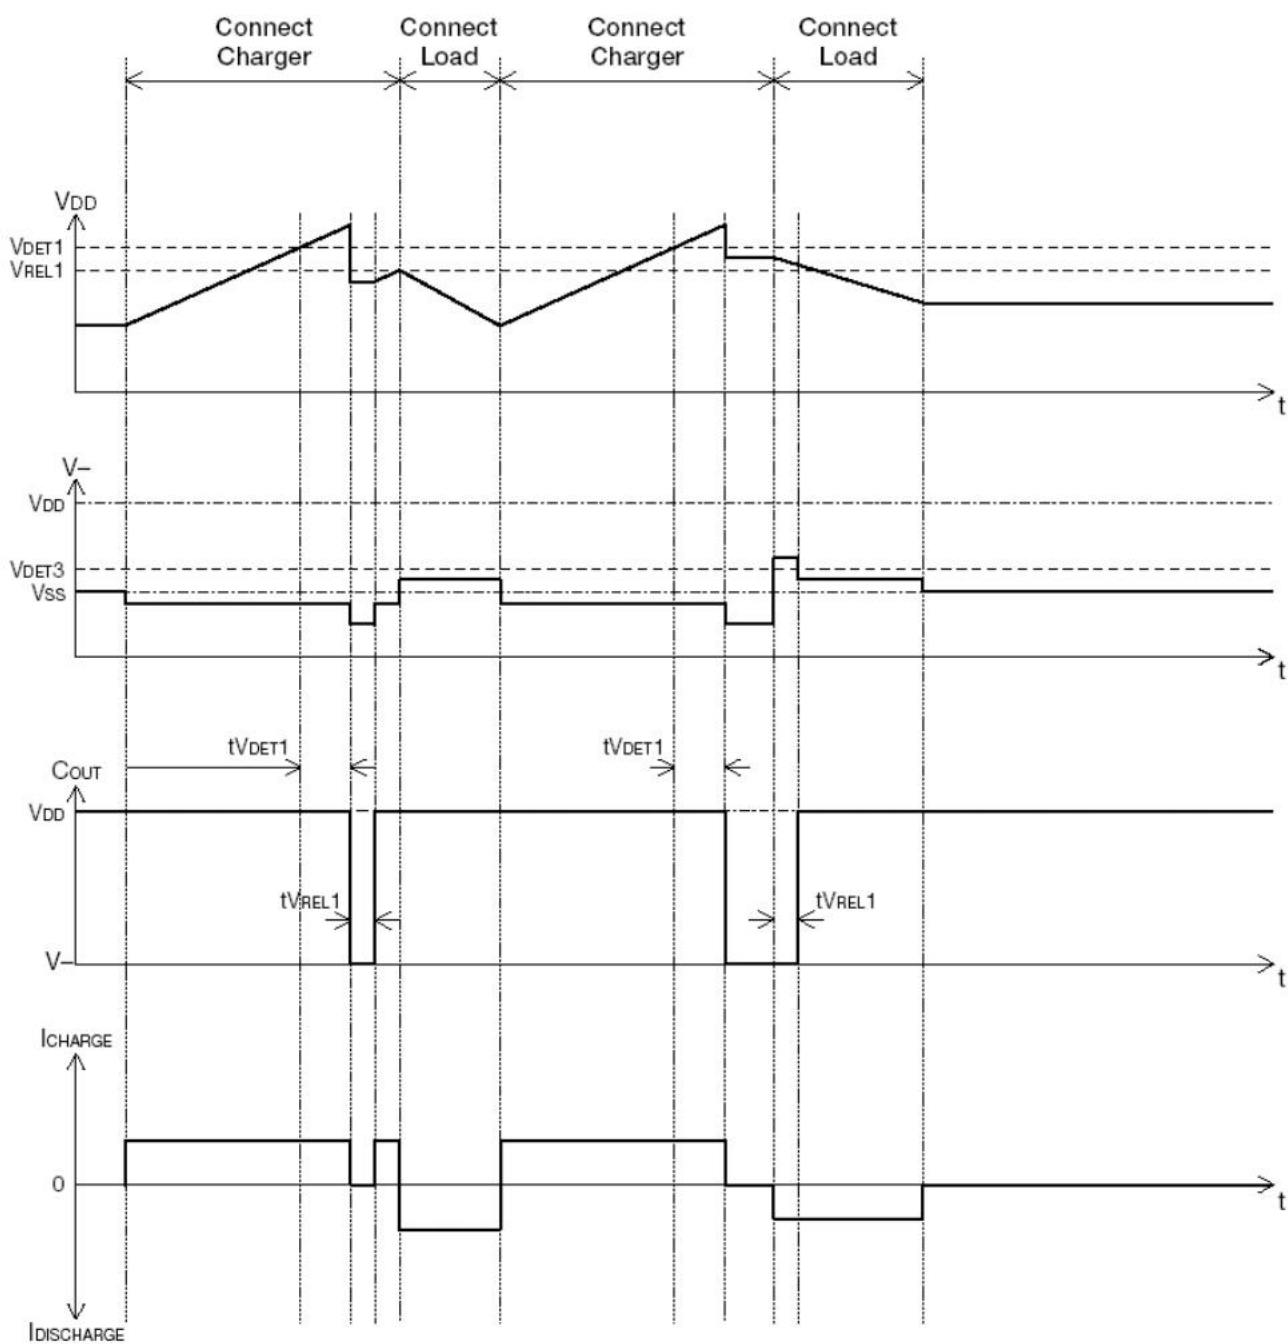 Connect
Charger
Connect
Load
Connect
Charger
Connect
Load
VDD
VDET1
VREL1
t
V–
VDD
VDET3
VSS
t
tVDET1
tVDET1
COUT
VDD
tVREL1
tVREL1
V–
t
ICHARGE
0
t
IDISCHARGE